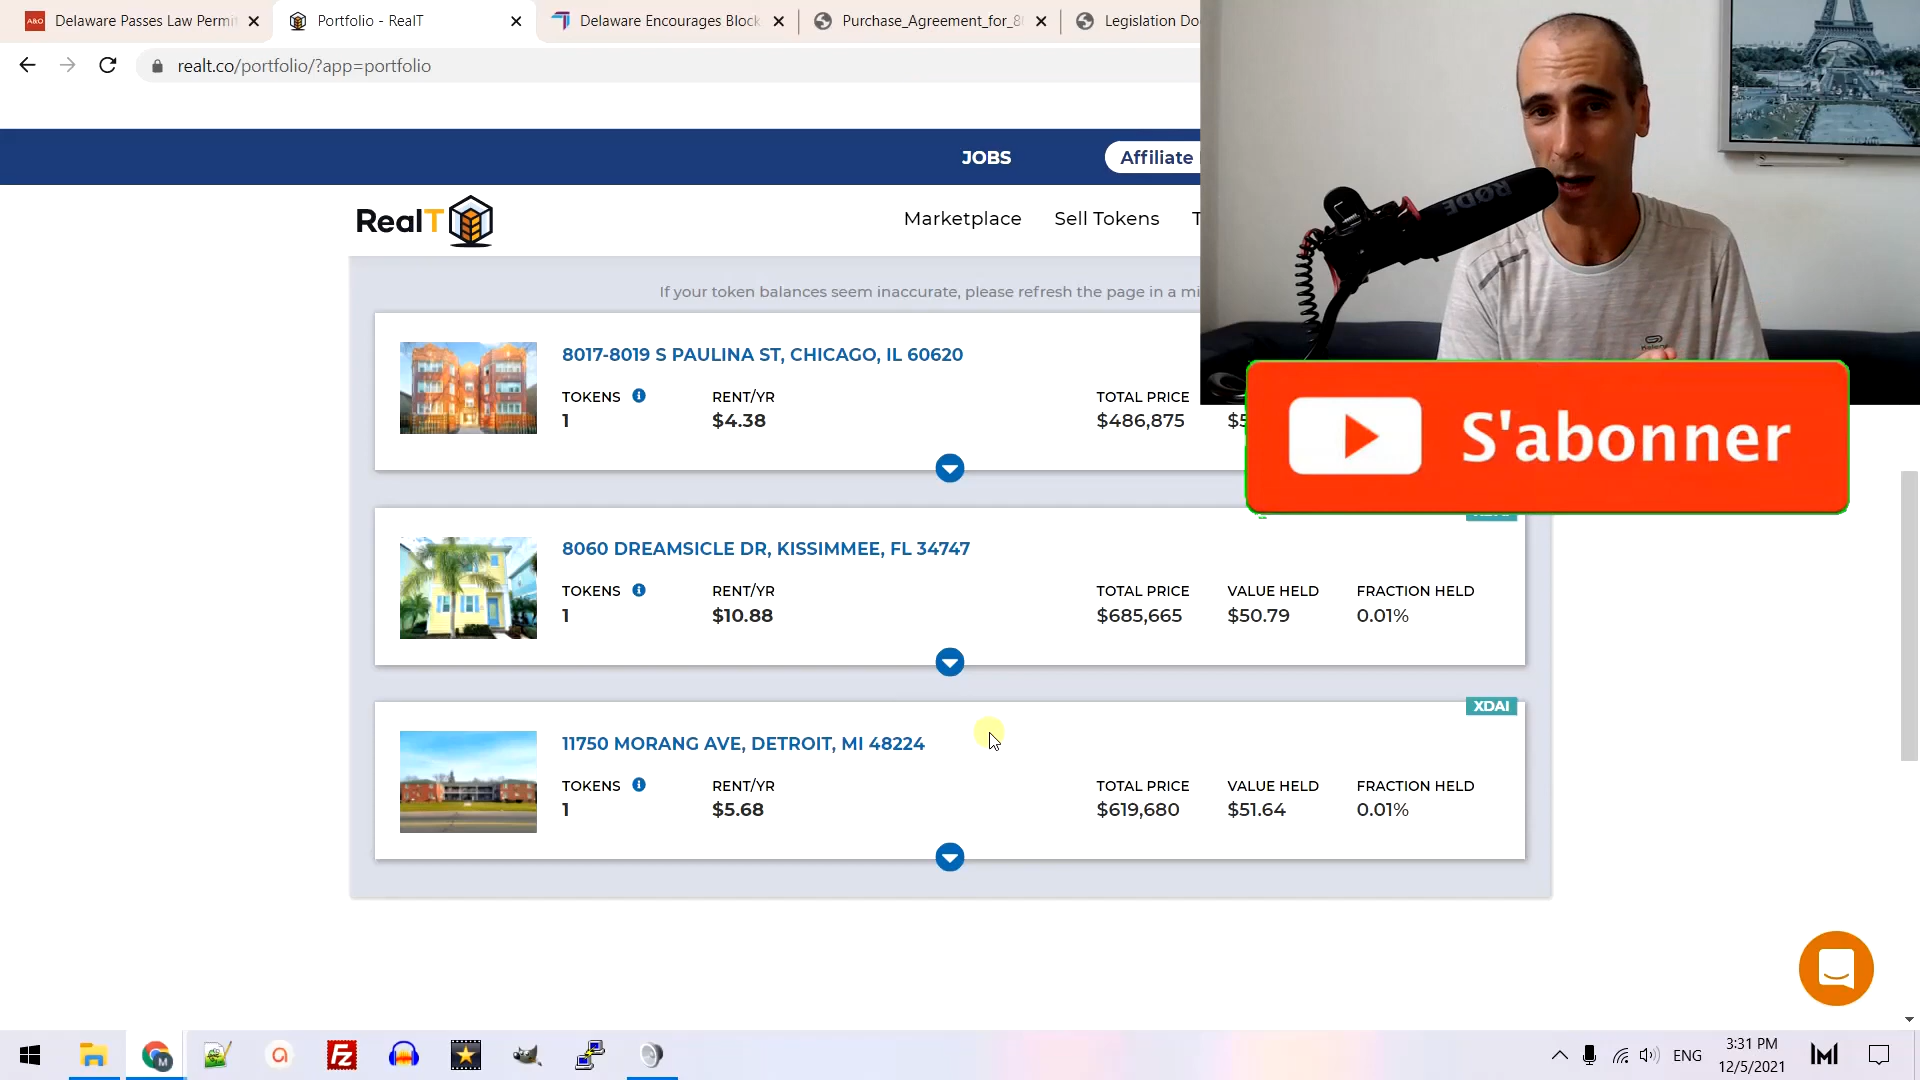 Delaware Passes Law Permi
Portfolio - RealT
Delaware Encourages Block
Purchase_Agreement_for_8
Legislation Do
realt.co/portfolio/?app=portfolio
JOBS
Affiliate
RealT
Marketplace
Sell Tokens
T
If your token balances seem inaccurate, please refresh the page in a mi
RØDE
8017-8019 S PAULINA ST, CHICAGO, IL 60620
TOKENS
RENT/YR
TOTAL PRICE
1
$4.38
$486,875
S'abonner
8060 DREAMSICLE DR, KISSIMMEE, FL 34747
TOKENS
RENT/YR
TOTAL PRICE
VALUE HELD
FRACTION HELD
1
$10.88
$685,665
$50.79
0.01%
XDAI
11750 MORANG AVE, DETROIT, MI 48224
TOKENS
RENT/YR
TOTAL PRICE
VALUE HELD
FRACTION HELD
1
$5.68
$619,680
$51.64
0.01%
ENG
3:31 PM
12/5/2021